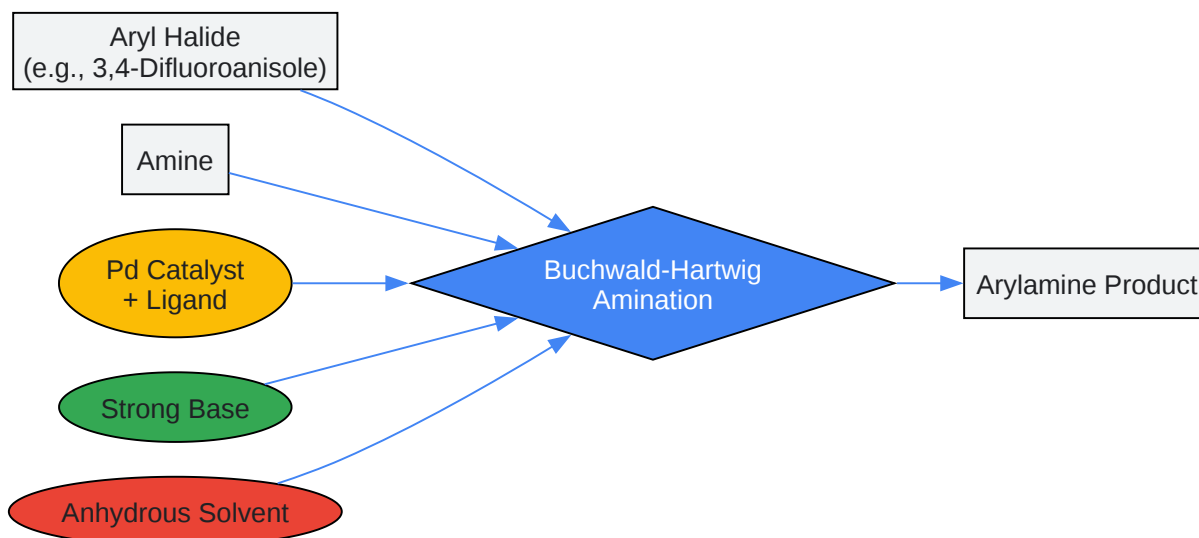 Aryl Halide
(e.g., 3,4-Difluoroanisole)
Amine
Pd Catalyst
+ Ligand
Strong Base
Anhydrous Solvent
Buchwald-Hartwig
Amination
Arylamine Product